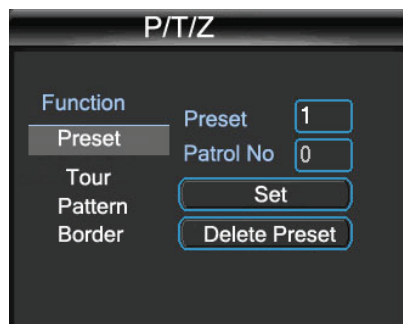 P/T/Z
Function
Preset
Tour
Pattern
Border
Preset 1
Patrol No 0
Set
Delete Preset